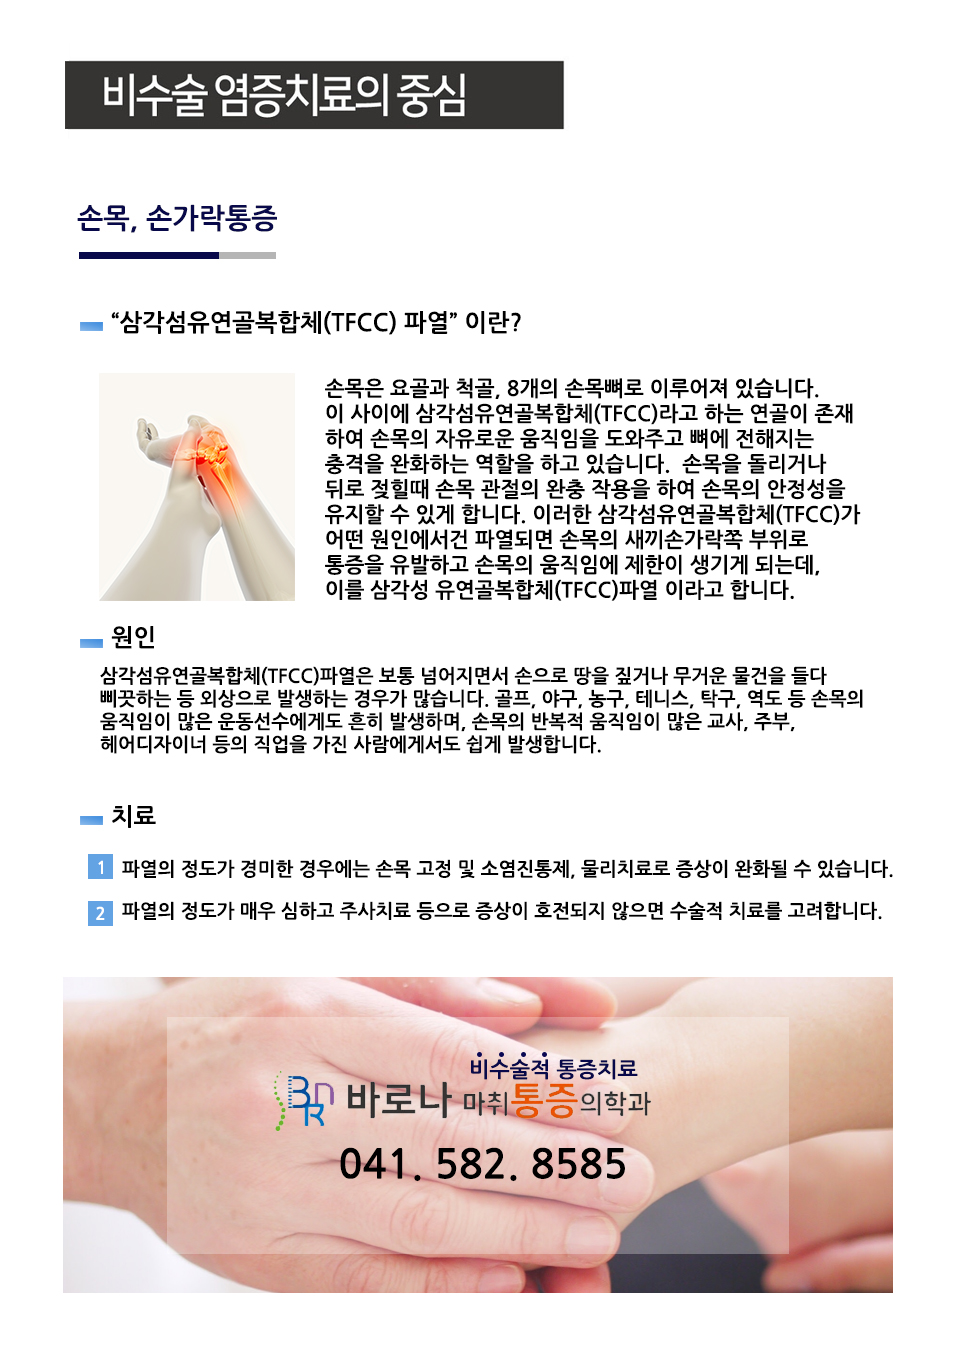 비수술 염증치료의 중심
손목, 손가락통증
“삼각섬유연골복합체(TFCC) 파열” 이란?
손목은 요골과 척골, 8개의 손목뼈로 이루어져 있습니다.
이 사이에 삼각섬유연골복합체(TFCC)라고 하는 연골이 존재
하여 손목의 자유로운 움직임을 도와주고 뼈에 전해지는
충격을 완화하는 역할을 하고 있습니다. 손목을 돌리거나
뒤로 젖힐때 손목 관절의 완충 작용을 하여 손목의 안정성을
유지할 수 있게 합니다. 이러한 삼각섬유연골복합체(TFCC)가
어떤 원인에서건 파열되면 손목의 새끼손가락쪽 부위로
통증을 유발하고 손목의 움직임에 제한이 생기게 되는데,
이를 삼각성 유연골복합체(TFCC)파열 이라고 합니다.
원인
삼각섬유연골복합체(TFCC)파열은 보통 넘어지면서 손으로 땅을 짚거나 무거운 물건을 들다
삐끗하는 등 외상으로 발생하는 경우가 많습니다. 골프, 야구, 농구, 테니스, 탁구, 역도 등 손목의
움직임이 많은 운동선수에게도 흔히 발생하며, 손목의 반복적 움직임이 많은 교사, 주부,
헤어디자이너 등의 직업을 가진 사람에게서도 쉽게 발생합니다.
치료
1 파열의 정도가 경미한 경우에는 손목 고정 및 소염진통제, 물리치료로 증상이 완화될 수 있습니다.
2 파열의 정도가 매우 심하고 주사치료 등으로 증상이 호전되지 않으면 수술적 치료를 고려합니다.
비수술적 통증치료
BnR 바로나 마취통증의학과
041. 582. 8585